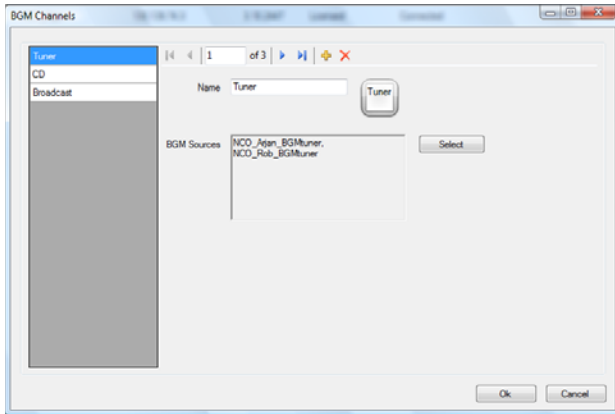 BGM Channels
Tuner
CD
Broadcast
1 of 3
Name Tuner
Tuner
BGM Sources NCO_Arjan_BGMtuner,
NCO_Rob_BGMtuner
Select
Ok Cancel